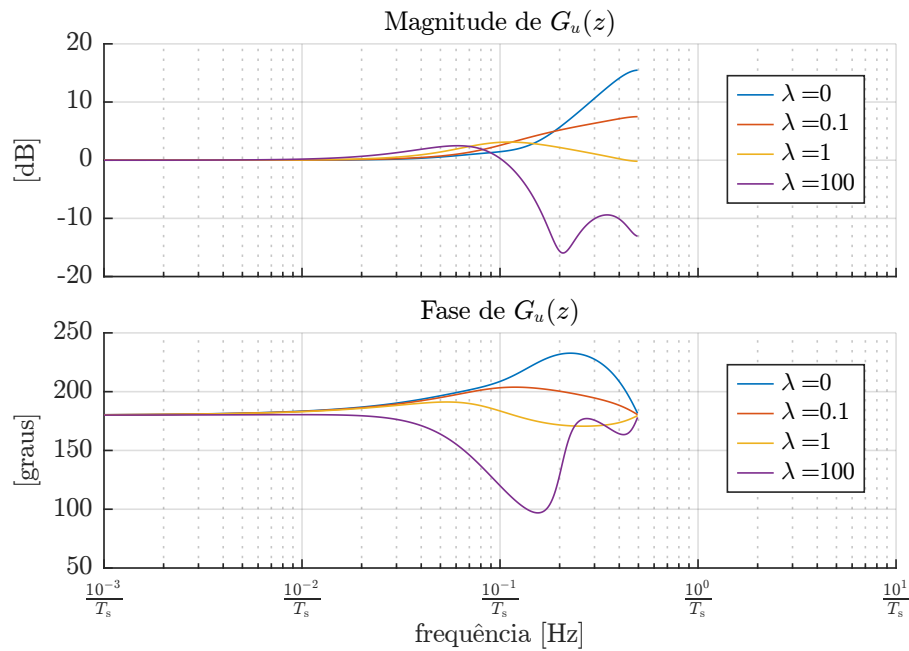 Magnitude de G_u(z)
20
10
0
-10
-20
[dB]
λ =0
λ =0.1
λ =1
λ =100
Fase de G_u(z)
250
200
150
100
50
[graus]
λ =0
λ =0.1
λ =1
λ =100
10^-3/T_s 10^-2/T_s 10^-1/T_s 10^0/T_s 10^1/T_s
frequência [Hz]